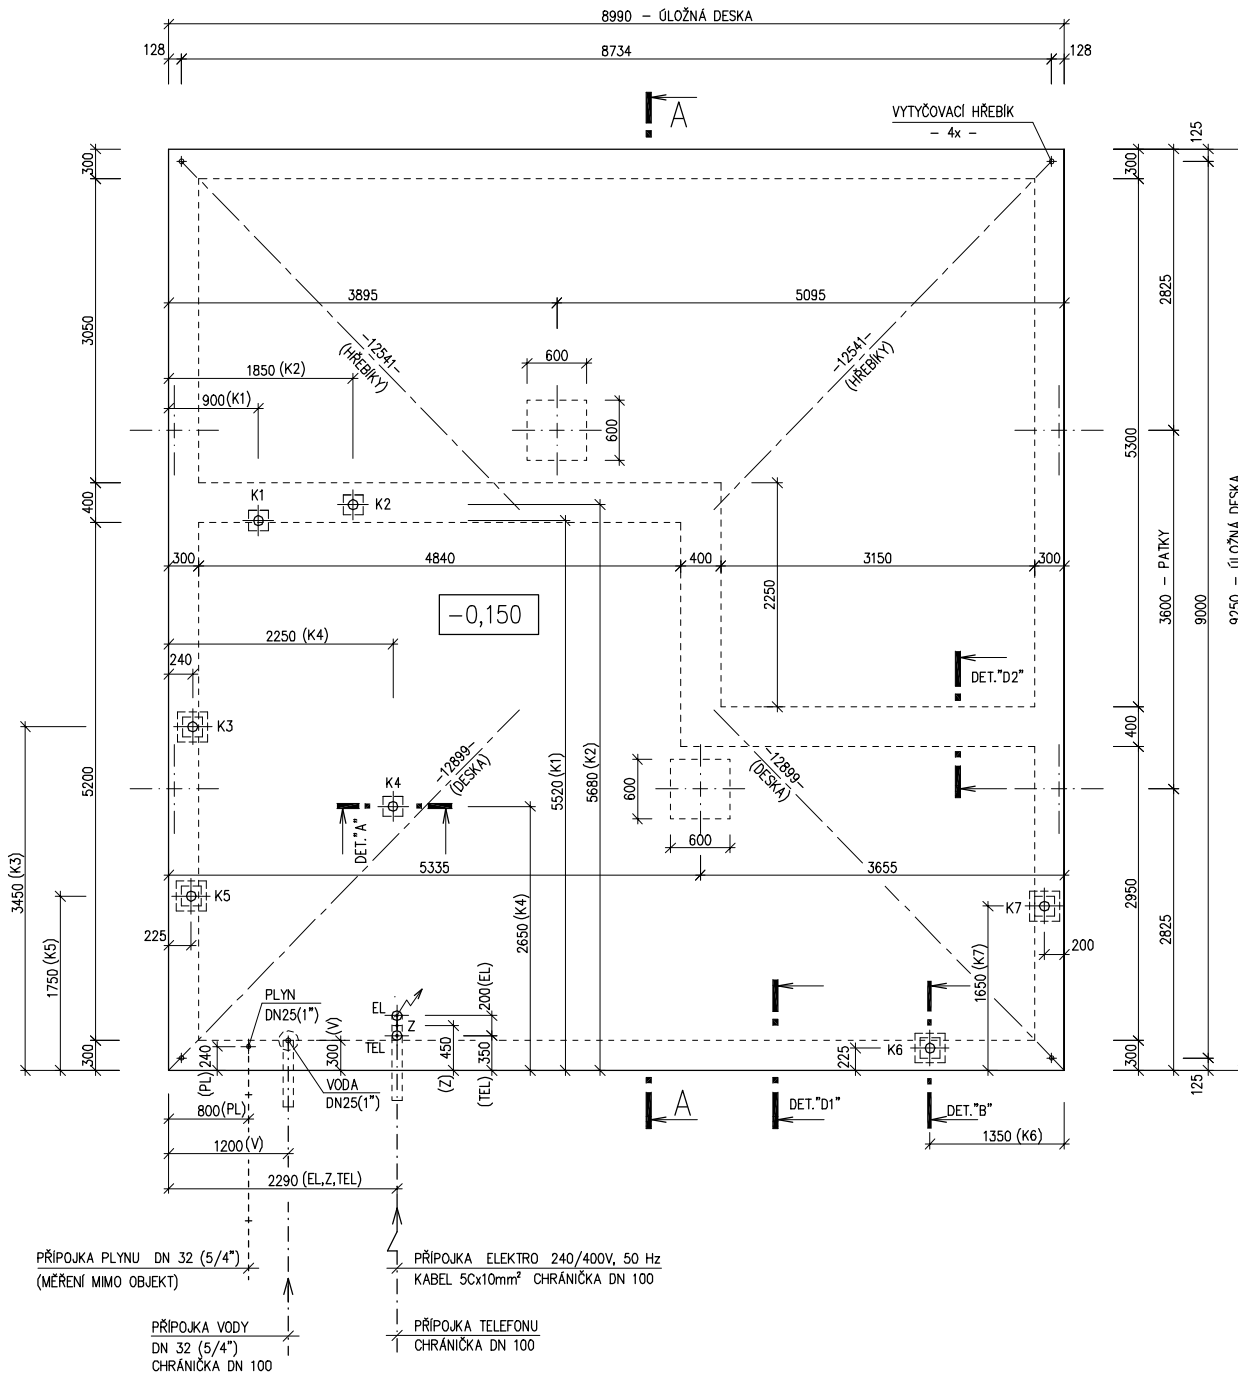 8990 – ÚLOŽNÁ DESKA
128
8734
128
A
VYTYČOVACÍ HŘEBÍK
– 4x –
125
300
300
3895
5095
2825
3050
–12541–
(HŘEBÍKY)
–12541–
(HŘEBÍKY)
600
1850 (K2)
900 (K1)
600
5300
400
K1
K2
9250 – ÚLOŽNÁ DESKA
3600 – PATKY
9000
300
4840
400
3150
300
2250
–0,150
2250 (K4)
240
DET."D2"
K3
400
5520 (K1)
5680 (K2)
–12899–
(DESKA)
–12899–
(DESKA)
5200
K4
600
DET."A"
600
3450 (K3)
5335
3655
K5
K7
2650 (K4)
2950
2825
225
200
1750 (K5)
1650 (K7)
PLYN
DN25(1")
EL
200 (EL)
Z
TEL
300
(PL) 240
300 (V)
(Z) 450
(TEL) 350
225
K6
300
VODA
DN25(1")
125
800 (PL)
A
DET."D1"
DET."B"
1200 (V)
1350 (K6)
2290 (EL,Z,TEL)
PŘÍPOJKA PLYNU DN 32 (5/4")
(MĚŘENÍ MIMO OBJEKT)
PŘÍPOJKA ELEKTRO 240/400V, 50 Hz
KABEL 5Cx10mm² CHRÁNIČKA DN 100
PŘÍPOJKA VODY
DN 32 (5/4")
CHRÁNIČKA DN 100
PŘÍPOJKA TELEFONU
CHRÁNIČKA DN 100